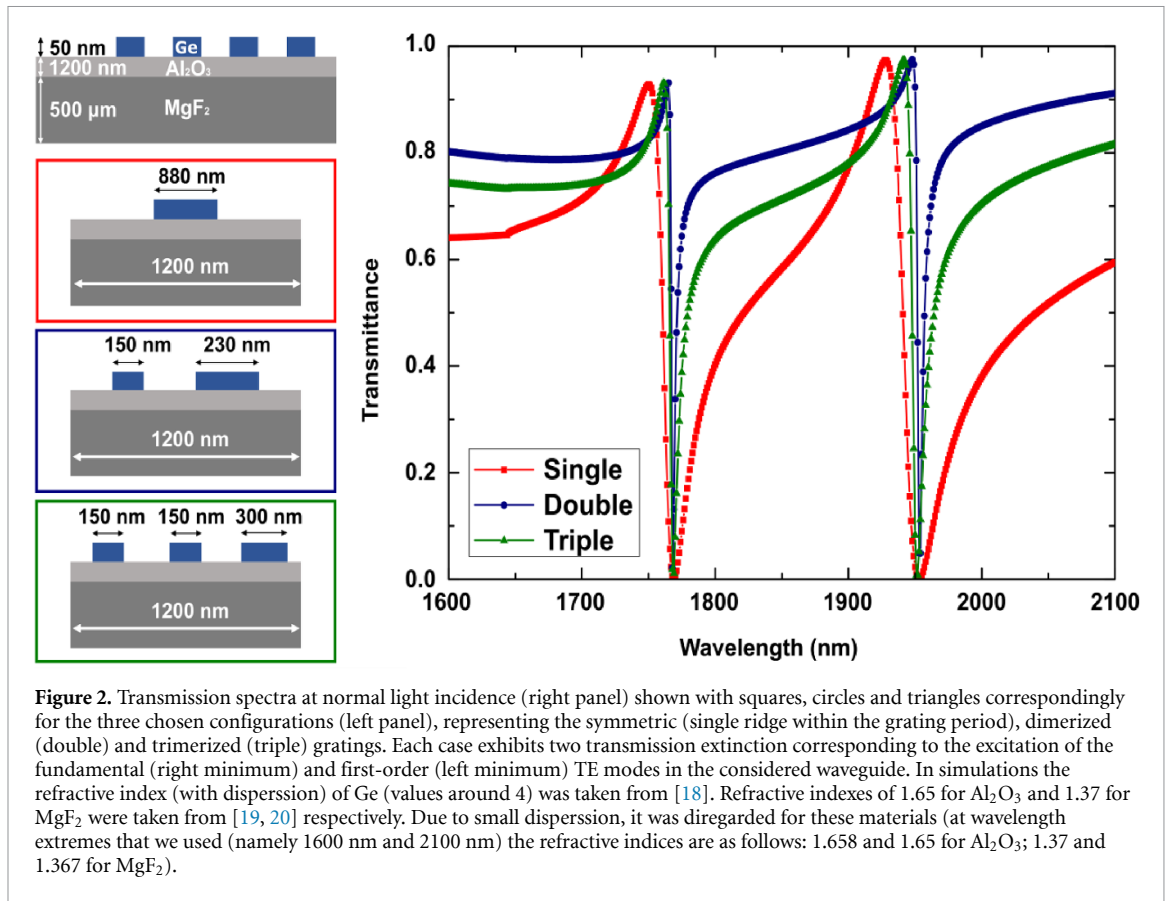 50 nm
Ge
1200 nm
Al₂O₃
500 µm
MgF₂
880 nm
1200 nm
150 nm 230 nm
1200 nm
150 nm 150 nm 300 nm
1200 nm
1.0
0.8
0.6
0.4
0.2
0.0
Transmittance
Single
Double
Triple
1600 1700 1800 1900 2000 2100
Wavelength (nm)
Figure 2. Transmission spectra at normal light incidence (right panel) shown with squares, circles and triangles correspondingly
for the three chosen configurations (left panel), representing the symmetric (single ridge within the grating period), dimerized
(double) and trimerized (triple) gratings. Each case exhibits two transmission extinction corresponding to the excitation of the
fundamental (right minimum) and first-order (left minimum) TE modes in the considered waveguide. In simulations the
refractive index (with disperssion) of Ge (values around 4) was taken from [18]. Refractive indexes of 1.65 for Al₂O₃ and 1.37 for
MgF₂ were taken from [19, 20] respectively. Due to small disperssion, it was diregarded for these materials (at wavelength
extremes that we used (namely 1600 nm and 2100 nm) the refractive indices are as follows: 1.658 and 1.65 for Al₂O₃; 1.37 and
1.367 for MgF₂).